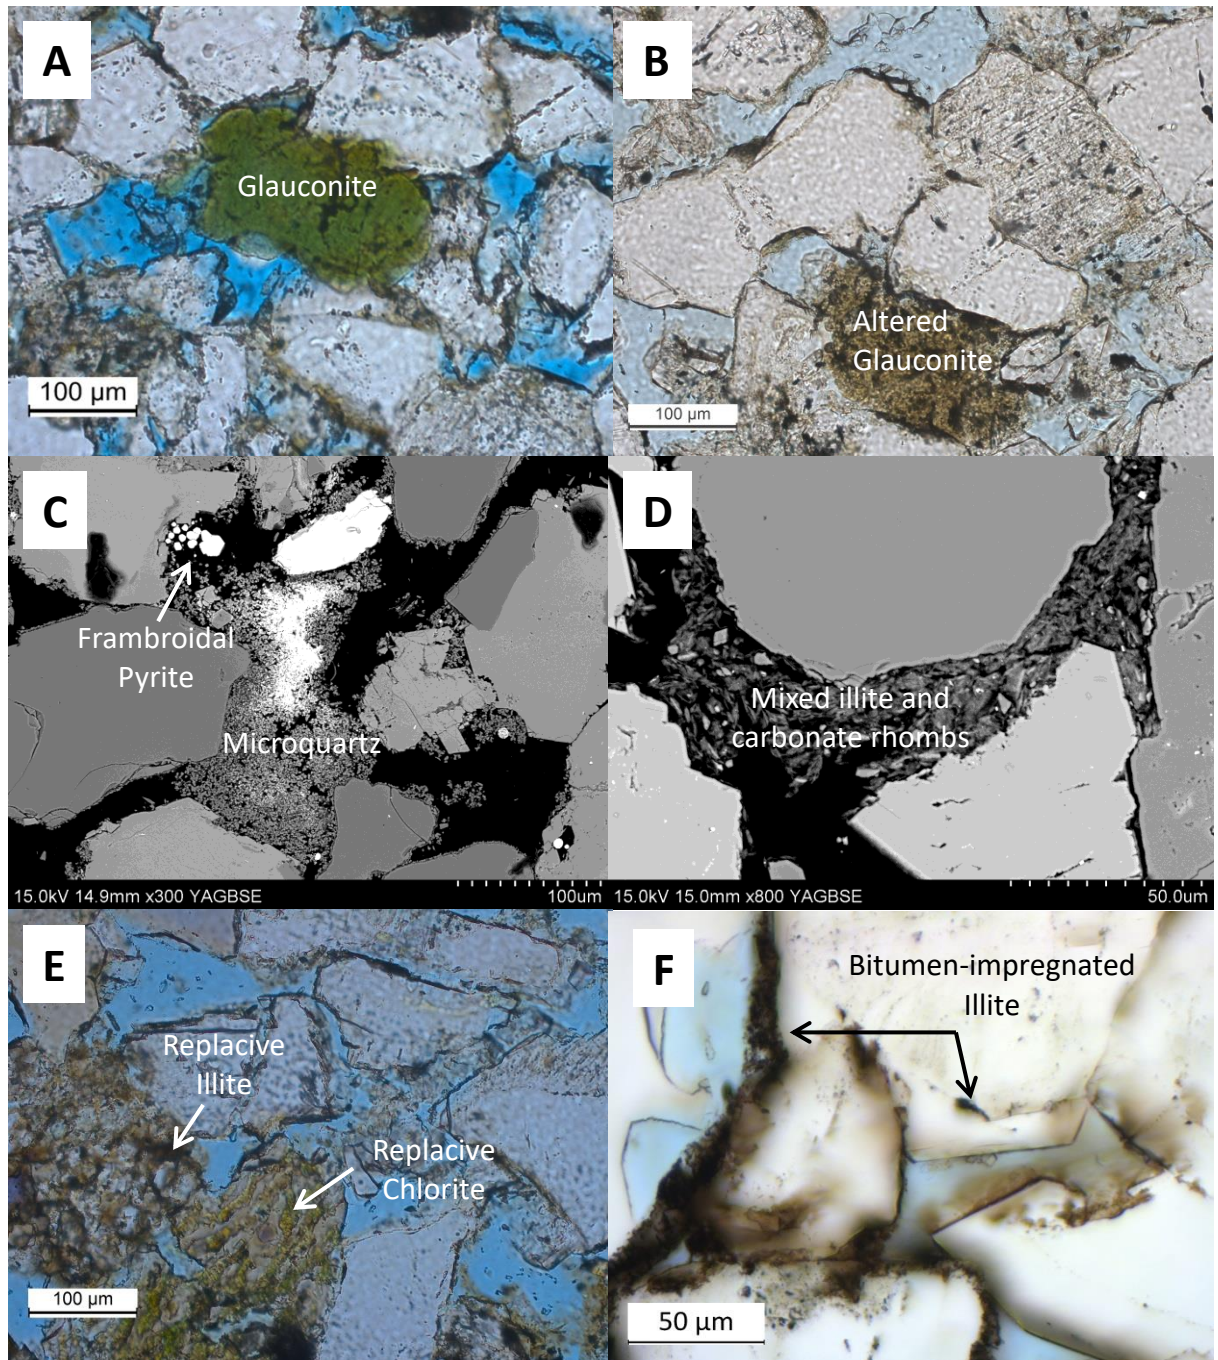 A
Glauconite
100 µm
B
Altered
Glauconite
100 µm
C
Frambroidal
Pyrite
Microquartz
15.0kV 14.9mm x300 YAGBSE
100um
D
Mixed illite and
carbonate rhombs
15.0kV 15.0mm x800 YAGBSE
50.0um
E
Replacive
Illite
Replacive
Chlorite
100 µm
F
Bitumen-impregnated
Illite
50 µm